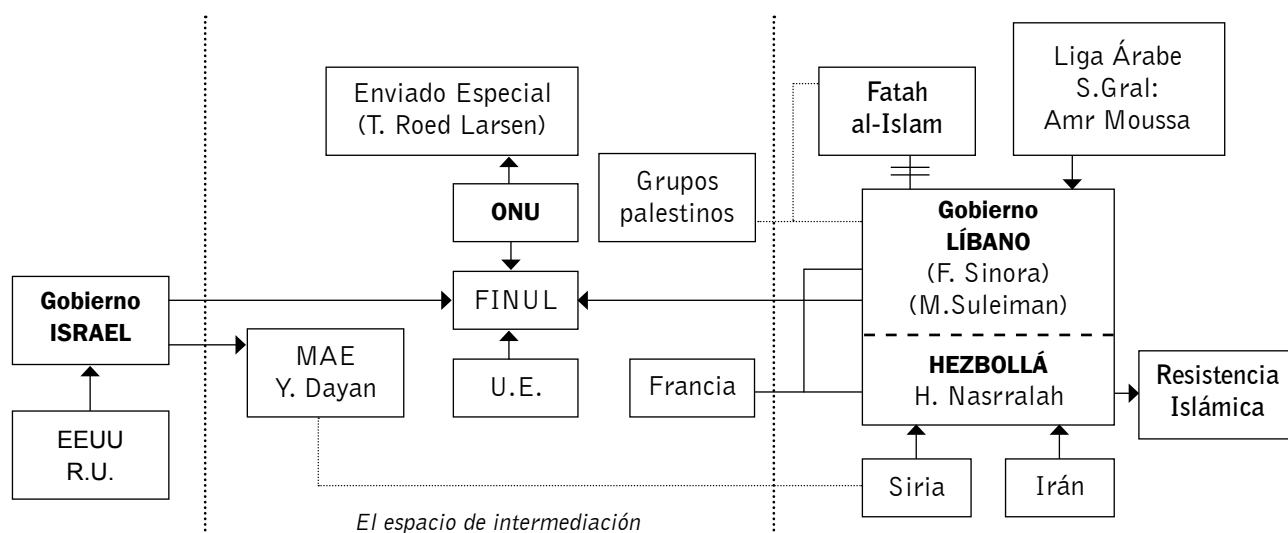 Enviado Especial
(T. Roed Larsen)
ONU
FINUL
U.E.
Gobierno
ISRAEL
EEUU
R.U.
MAE
Y. Dayan
Grupos
palestinos
Francia
Fatah
al-Islam
Liga Árabe
S.Gral:
Amr Moussa
Gobierno
LÍBANO
(F. Sinora)
(M.Suleiman)
HEZBOLLÁ
H. Nasrralah
Resistencia
Islámica
Siria
Irán
El espacio de intermediación